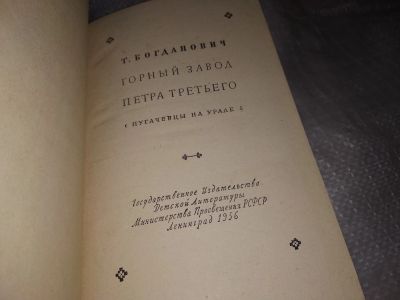 Т. БОГДАНОВИЧ
ГОРНЫЙ ЗАВОД
ПЕТРА ТРЕТЬЕГО
(ПУГАЧЕВЦЫ НА УРАЛЕ)
Государственное Издательство
Детской Литературы
Министерства Просвещения РСФСР
Ленинград 1956